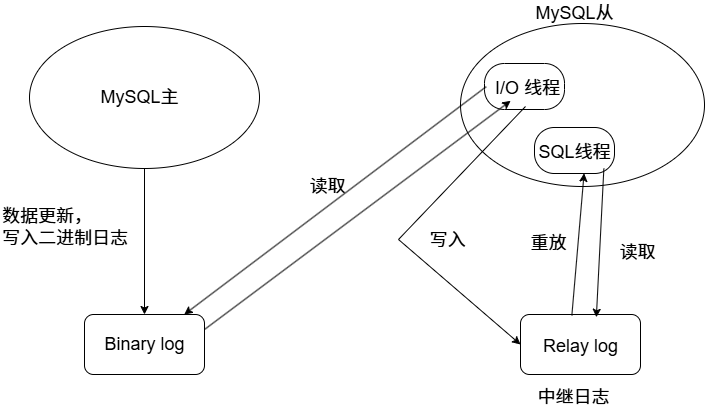 MySQL从
MySQL主
I/O 线程
SQL线程
读取
数据更新，
写入二进制日志
写入
重放
读取
Binary log
Relay log
中继日志